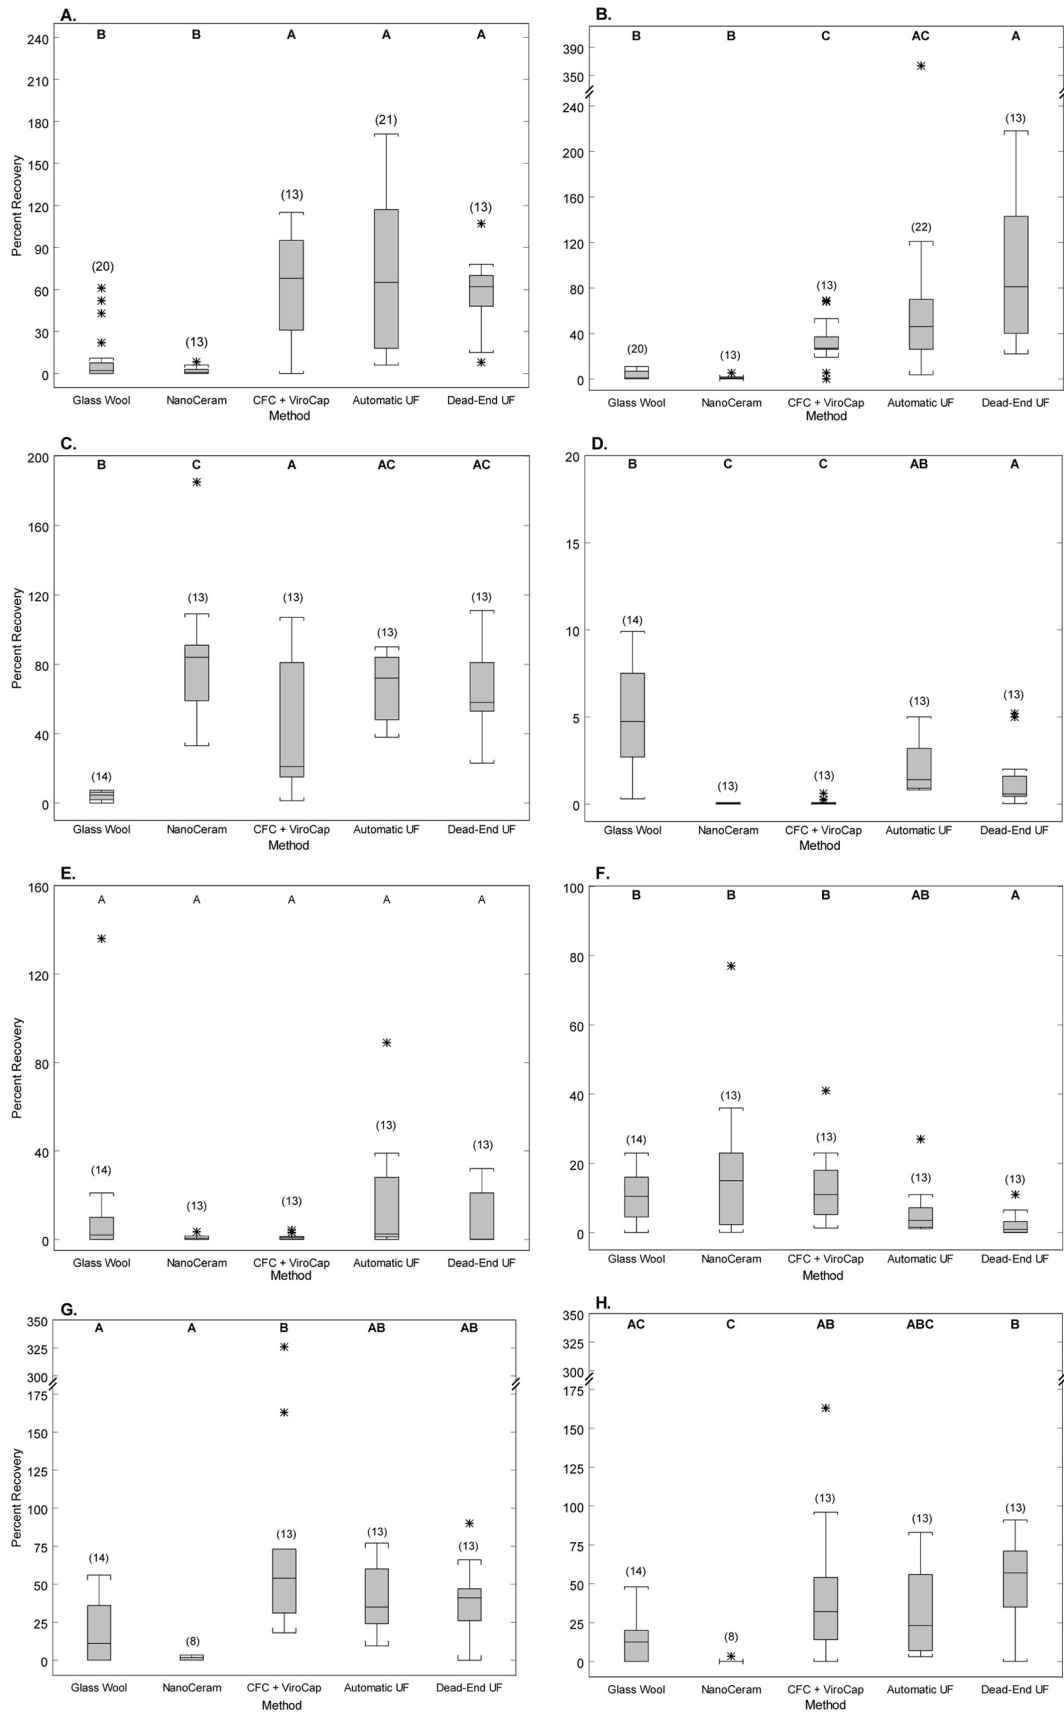 A.
B B A A A
240
210
180
150
120
90
60
30
0
Percent Recovery
(20) (13) (13) (21) (13)
Glass Wool NanoCeram CFC + ViroCap Automatic UF Dead-End UF
Method
B.
B B C AC A
390
350
240
200
160
120
80
40
0
(20) (13) (13) (22) (13)
Glass Wool NanoCeram CFC + ViroCap Automatic UF Dead-End UF
Method
C.
B C A AC AC
200
160
120
80
40
0
Percent Recovery
(14) (13) (13) (13) (13)
Glass Wool NanoCeram CFC + ViroCap Automatic UF Dead-End UF
Method
D.
B C C AB A
20
15
10
5
0
(14) (13) (13) (13) (13)
Glass Wool NanoCeram CFC + ViroCap Automatic UF Dead-End UF
Method
E.
A A A A A
160
120
80
40
0
Percent Recovery
(14) (13) (13) (13) (13)
Glass Wool NanoCeram CFC + ViroCap Automatic UF Dead-End UF
Method
F.
B B B AB A
100
80
60
40
20
0
(14) (13) (13) (13) (13)
Glass Wool NanoCeram CFC + ViroCap Automatic UF Dead-End UF
Method
G.
A A B AB AB
350
325
300
175
150
125
100
75
50
25
0
Percent Recovery
(14) (8) (13) (13) (13)
Glass Wool NanoCeram CFC + ViroCap Automatic UF Dead-End UF
Method
H.
AC C AB ABC B
350
325
300
175
150
125
100
75
50
25
0
(14) (8) (13) (13) (13)
Glass Wool NanoCeram CFC + ViroCap Automatic UF Dead-End UF
Method